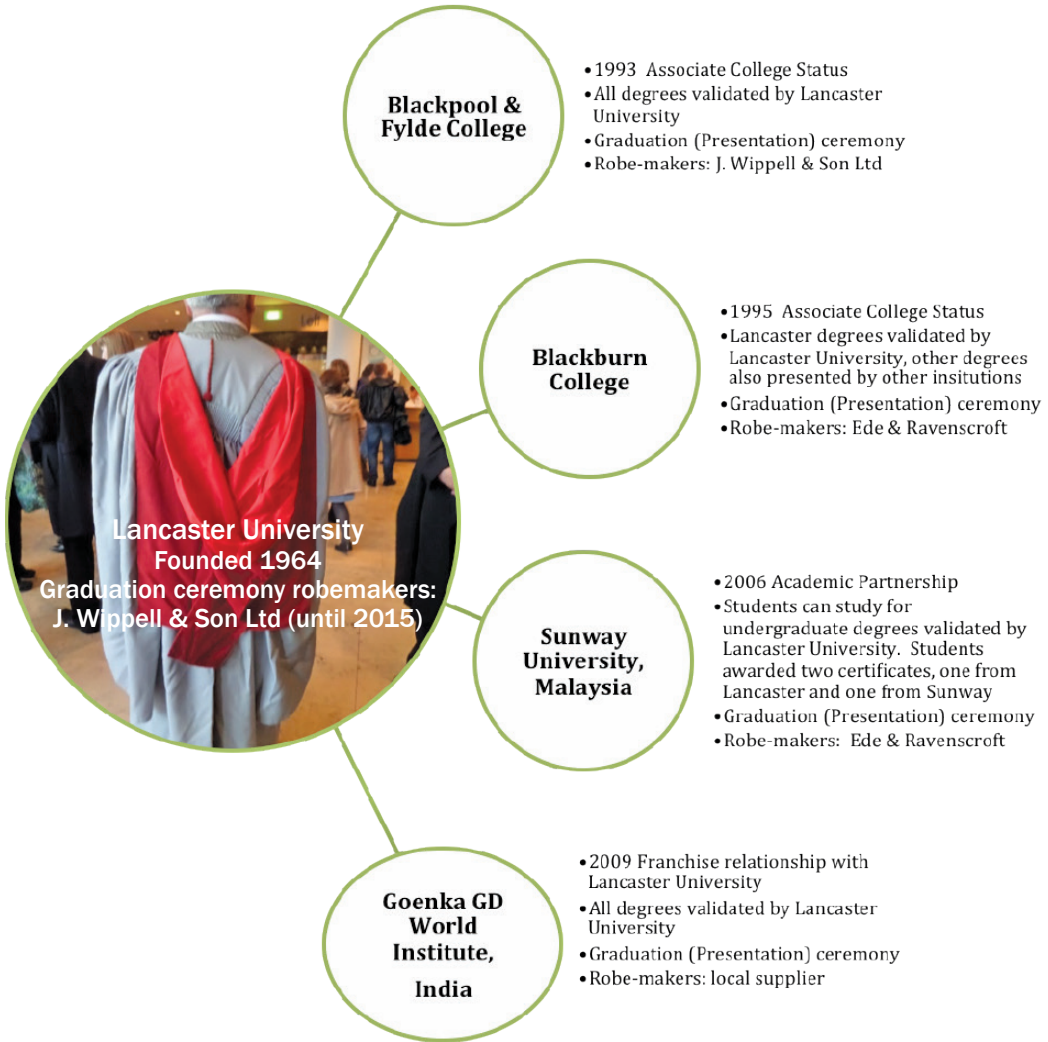 Blackpool &
Fylde College
•1993  Associate College Status
•All degrees validated by Lancaster
University
•Graduation (Presentation) ceremony
•Robe-makers: J. Wippell & Son Ltd
Blackburn
College
•1995  Associate College Status
•Lancaster degrees validated by
Lancaster University, other degrees
also presented by other insitutions
•Graduation (Presentation) ceremony
•Robe-makers: Ede & Ravenscroft
Lancaster University
Founded 1964
Graduation ceremony robemakers:
J. Wippell & Son Ltd (until 2015)
Sunway
University,
Malaysia
•2006 Academic Partnership
•Students can study for
undergraduate degrees validated by
Lancaster University.  Students
awarded two certificates, one from
Lancaster and one from Sunway
•Graduation (Presentation) ceremony
•Robe-makers:  Ede & Ravenscroft
Goenka GD
World
Institute,
India
•2009 Franchise relationship with
Lancaster University
•All degrees validated by Lancaster
University
•Graduation (Presentation) ceremony
•Robe-makers: local supplier